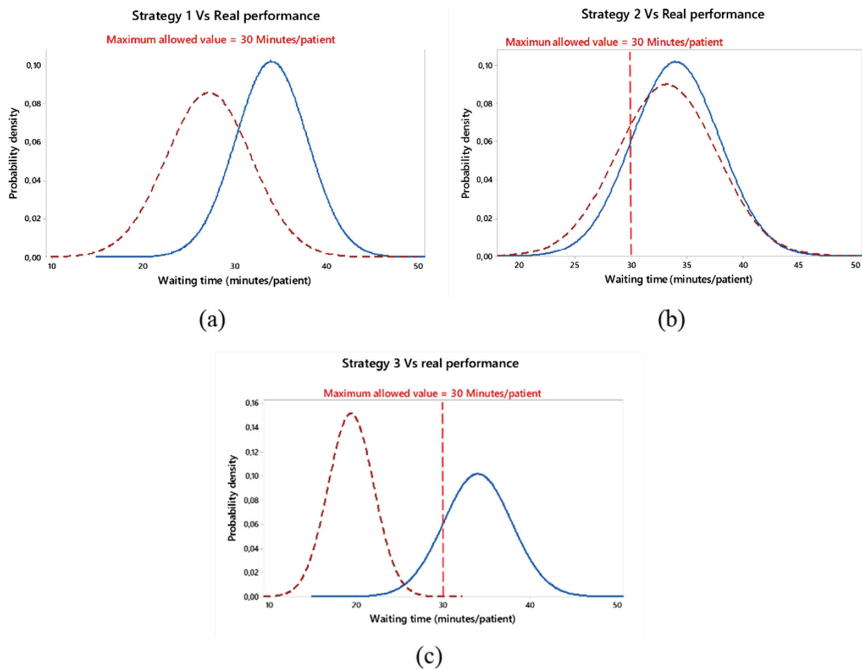 Strategy 1 Vs Real performance
Maximum allowed value = 30 Minutes/patient
Probability density
0,10
0,08
0,06
0,04
0,02
0,00
10 20 30 40 50
Waiting time (minutes/patient)
(a)
Strategy 2 Vs Real performance
Maximun allowed value = 30 Minutes/patient
Probability density
0,10
0,08
0,06
0,04
0,02
0,00
20 25 30 35 40 45 50
Waiting time (minutes/patient)
(b)
Strategy 3 Vs real performance
Maximum allowed value = 30 Minutes/patient
Probability density
0,16
0,14
0,12
0,10
0,08
0,06
0,04
0,02
0,00
10 20 30 40 50
Waiting time (minutes/patient)
(c)